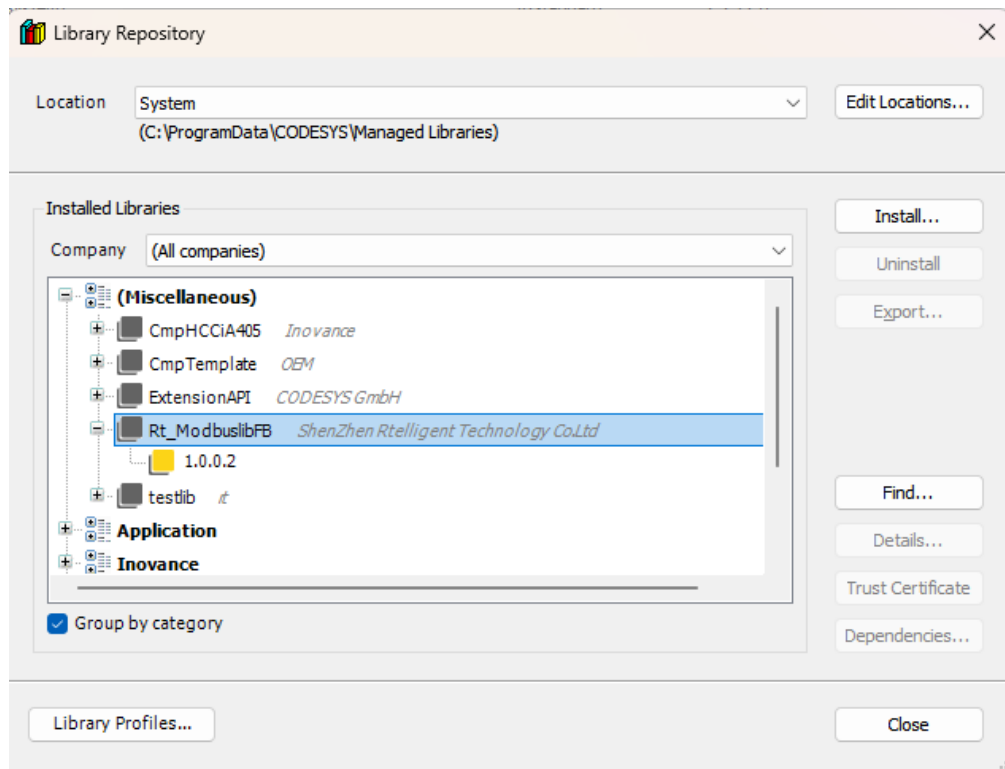 Library Repository
Location System Edit Locations...
(C:\ProgramData\CODESYS\Managed Libraries)
Installed Libraries
Install...
Company (All companies)
Uninstall
(Miscellaneous)
Export...
CmpHCCiA405 Inovance
CmpTemplate OEM
ExtensionAPI CODESYS GmbH
Rt_ModbuslibFB ShenZhen Rtelligent Technology Co.Ltd
1.0.0.2
testlib rt
Find...
Application
Details...
Inovance
Trust Certificate
Group by category
Dependencies...
Library Profiles... Close